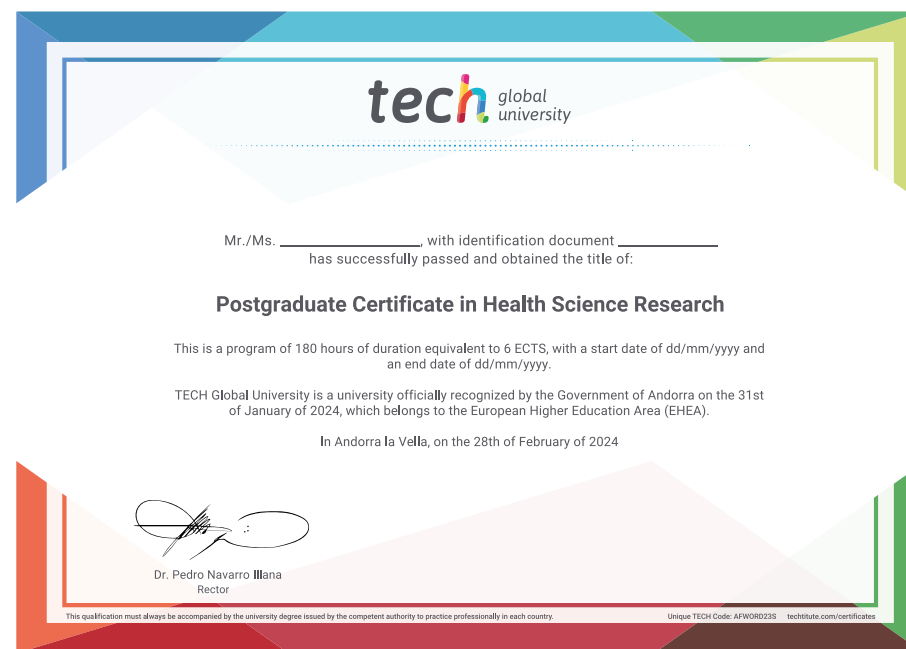 tech global
university
Mr./Ms. ____________, with identification document ____________
has successfully passed and obtained the title of:
Postgraduate Certificate in Health Science Research
This is a program of 180 hours of duration equivalent to 6 ECTS, with a start date of dd/mm/yyyy and
an end date of dd/mm/yyyy.
TECH Global University is a university officially recognized by the Government of Andorra on the 31st
of January of 2024, which belongs to the European Higher Education Area (EHEA).
In Andorra la Vella, on the 28th of February of 2024
Dr. Pedro Navarro Illana
Rector
This qualification must always be accompanied by the university degree issued by the competent authority to practice professionally in each country.
Unique TECH Code: AFWORD23S techtitute.com/certificates